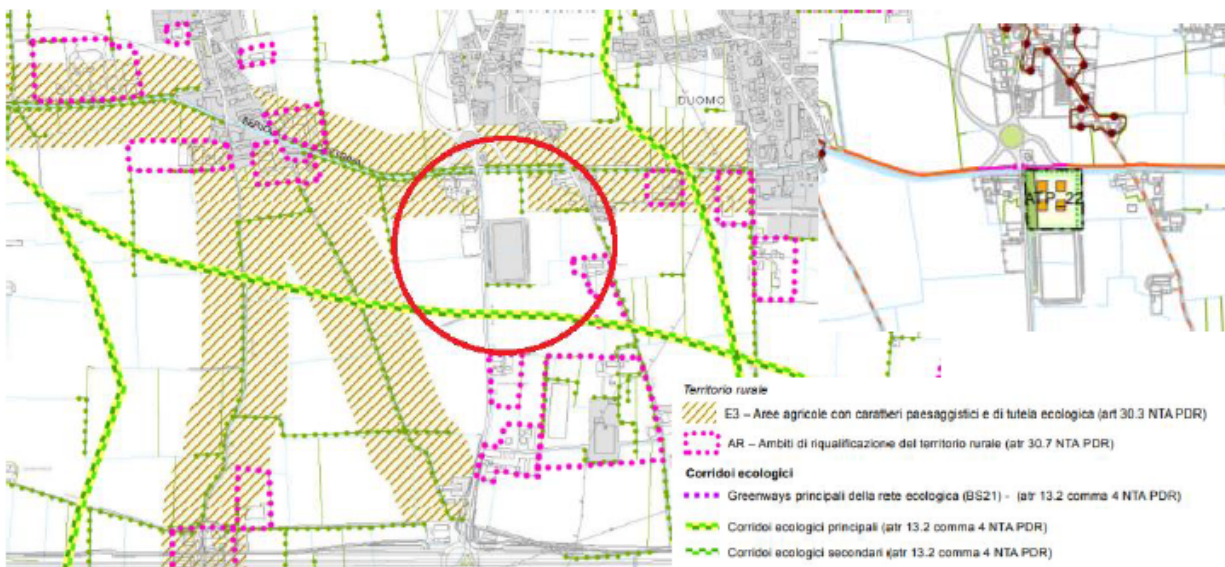 DUOMO
ATP_22
Territorio rurale
E3 – Aree agricole con caratteri paesaggistici e di tutela ecologica (art 30.3 NTA PDR)
AR – Ambiti di riqualificazione del territorio rurale (atr 30.7 NTA PDR)
Corridoi ecologici
Greenways principali della rete ecologica (BS21) - (atr 13.2 comma 4 NTA PDR)
Corridoi ecologici principali (atr 13.2 comma 4 NTA PDR)
Corridoi ecologici secondari (atr 13.2 comma 4 NTA PDR)